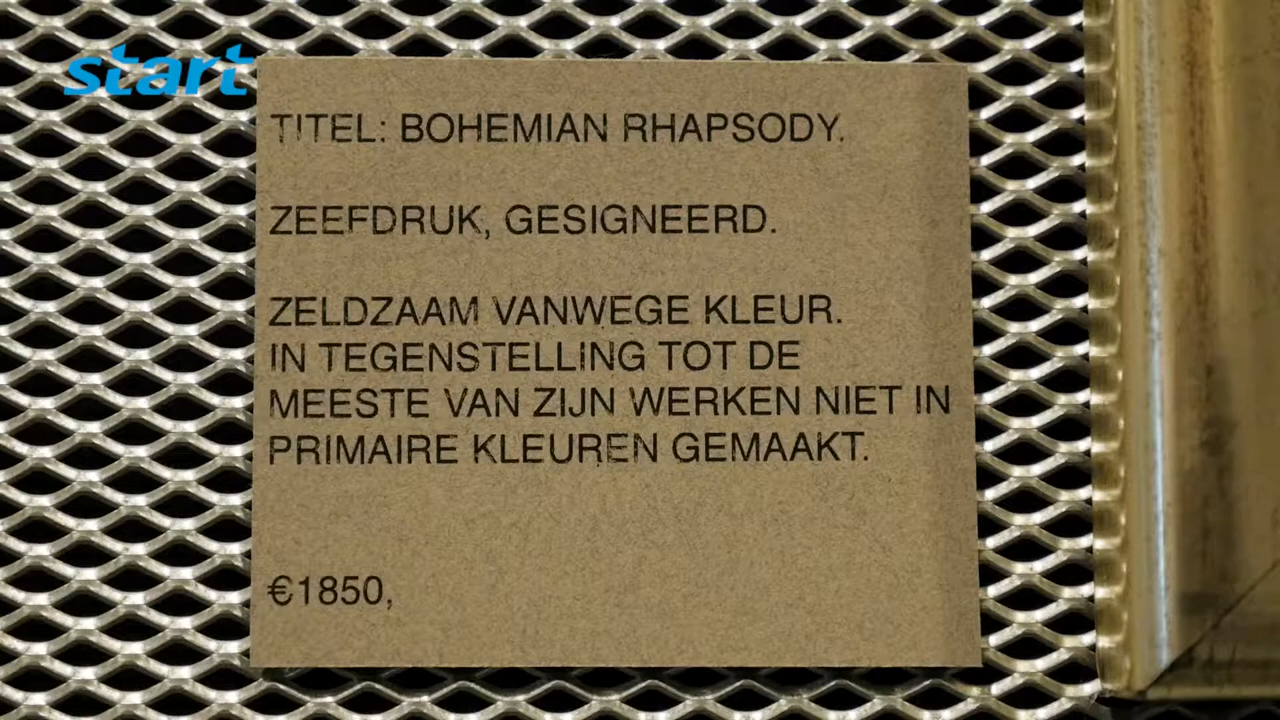 start
TITEL: BOHEMIAN RHAPSODY.
ZEEFDRUK, GESIGNEERD.
ZELDZAAM VANWEGE KLEUR.
IN TEGENSTELLING TOT DE
MEESTE VAN ZIJN WERKEN NIET IN
PRIMAIRE KLEUREN GEMAAKT.
€1850,